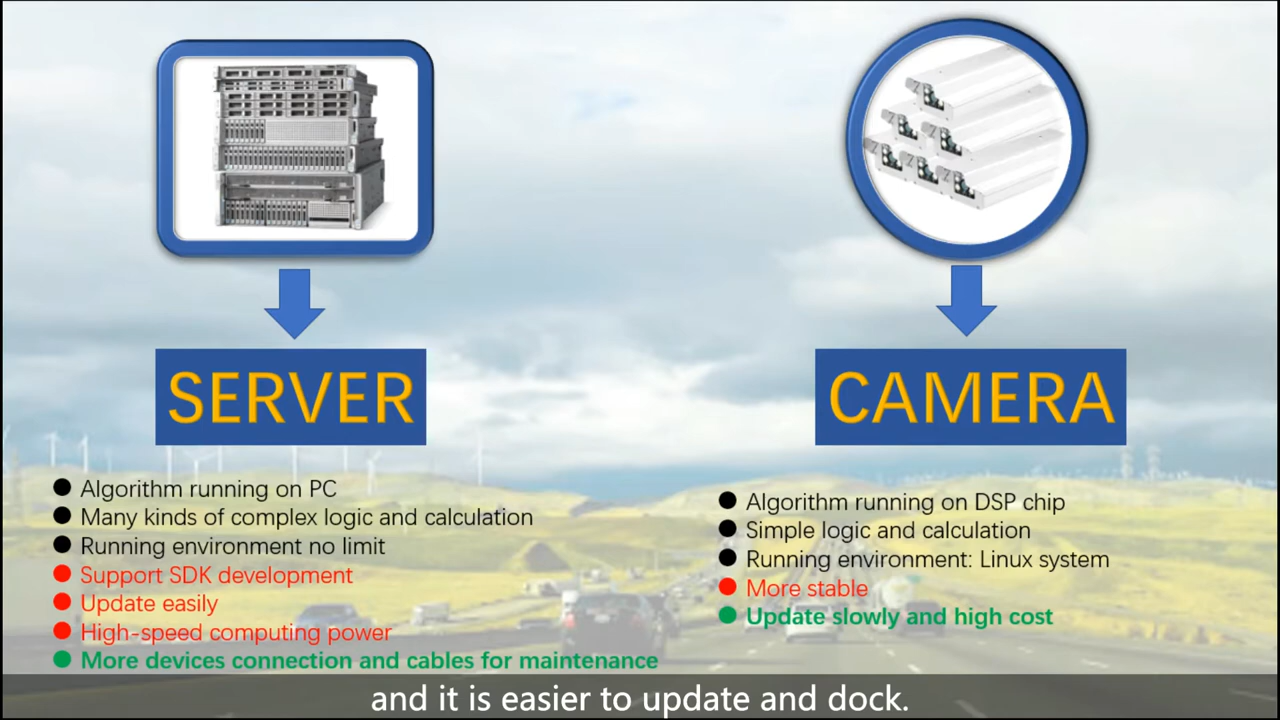 SERVER
Algorithm running on PC
Many kinds of complex logic and calculation
Running environment no limit
Support SDK development
Update easily
High-speed computing power
More devices connection and cables for maintenance
CAMERA
Algorithm running on DSP chip
Simple logic and calculation
Running environment: Linux system
More stable
Update slowly and high cost
and it is easier to update and dock.